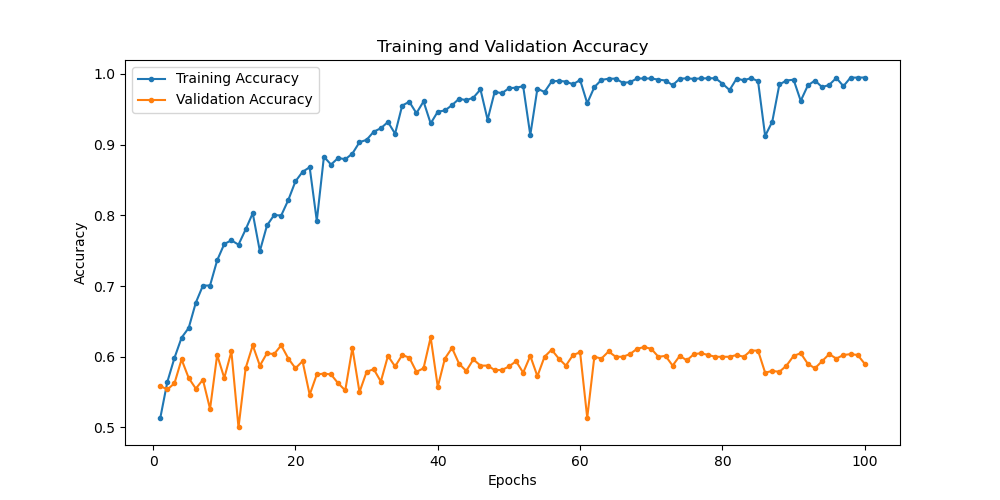 Training and Validation Accuracy
Training Accuracy
Validation Accuracy
1.0
0.9
0.8
0.7
0.6
0.5
Accuracy
0 20 40 60 80 100
Epochs